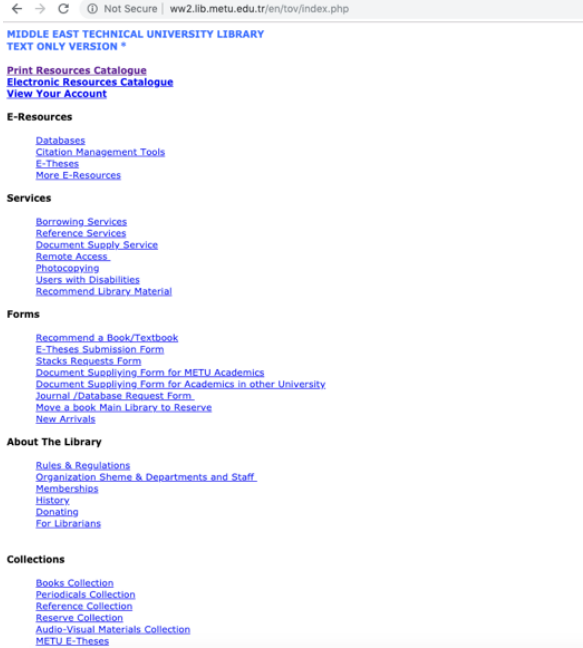 Not Secure | ww2.lib.metu.edu.tr/en/tov/index.php
MIDDLE EAST TECHNICAL UNIVERSITY LIBRARY
TEXT ONLY VERSION *
Print Resources Catalogue
Electronic Resources Catalogue
View Your Account
E-Resources
Databases
Citation Management Tools
E-Theses
More E-Resources
Services
Borrowing Services
Reference Services
Document Supply Service
Remote Access
Photocopying
Users with Disabilities
Recommend Library Material
Forms
Recommend a Book/Textbook
E-Theses Submission Form
Stacks Requests Form
Document Suppliying Form for METU Academics
Document Suppliying Form for Academics in other University
Journal /Database Request Form
Move a book Main Library to Reserve
New Arrivals
About The Library
Rules & Regulations
Organization Sheme & Departments and Staff
Memberships
History
Donating
For Librarians
Collections
Books Collection
Periodicals Collection
Reference Collection
Reserve Collection
Audio-Visual Materials Collection
METU E-Theses